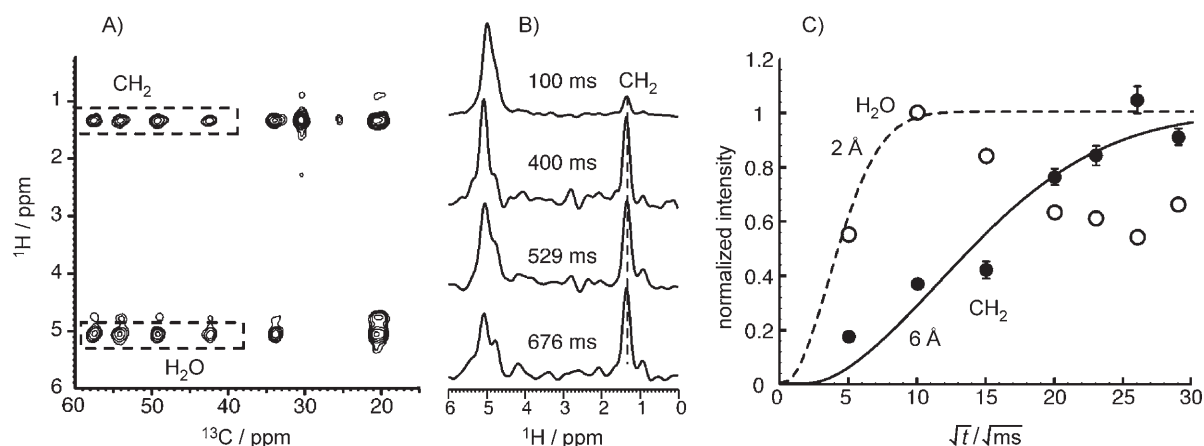 A)
CH₂
1
2
3
4
5
6
¹H / ppm
H₂O
60 50 40 30 20
¹³C / ppm
B)
100 ms
CH₂
400 ms
529 ms
676 ms
6 5 4 3 2 1 0
¹H / ppm
C)
1.2
1
0.8
0.6
0.4
0.2
0
normalized intensity
H₂O
2 Å
CH₂
6 Å
0 5 10 15 20 25 30
√t / √ms